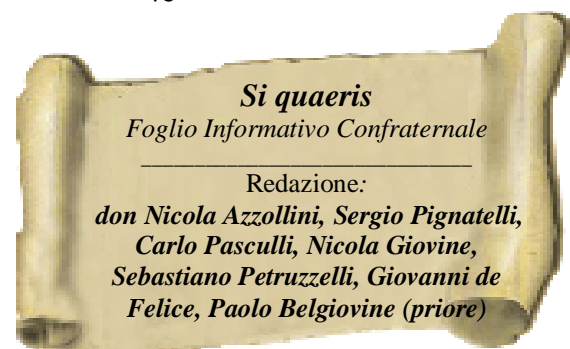 Si quaeris
Foglio Informativo Confraternale
Redazione:
don Nicola Azzollini, Sergio Pignatelli,
Carlo Pasculli, Nicola Giovine,
Sebastiano Petruzzelli, Giovanni de
Felice, Paolo Belgiovine (priore)